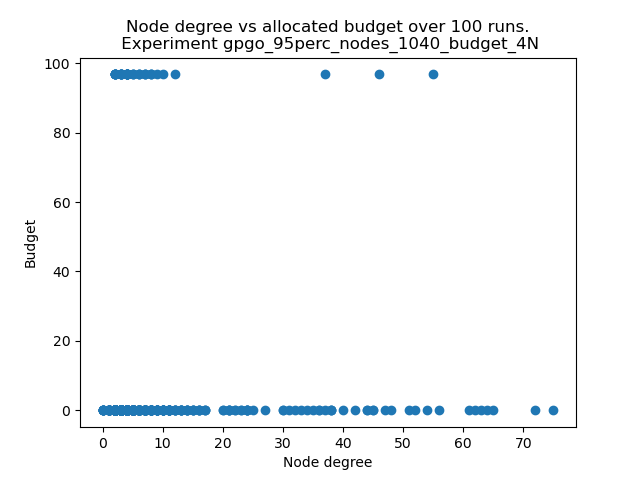 Node degree vs allocated budget over 100 runs.
Experiment gpgo_95perc_nodes_1040_budget_4N
100
80
60
40
20
0
Budget
0 10 20 30 40 50 60 70
Node degree